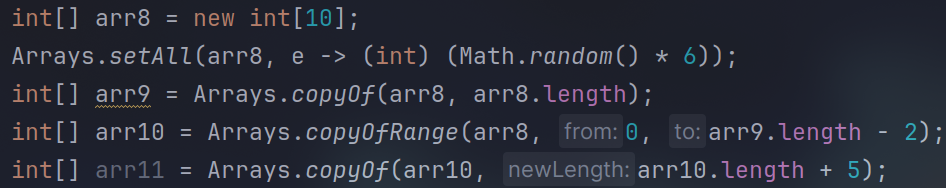 int[] arr8 = new int[10];
Arrays.setAll(arr8, e -> (int) (Math.random() * 6));
int[] arr9 = Arrays.copyOf(arr8, arr8.length);
int[] arr10 = Arrays.copyOfRange(arr8, from: 0, to: arr9.length - 2);
int[] arr11 = Arrays.copyOf(arr10, newLength: arr10.length + 5);